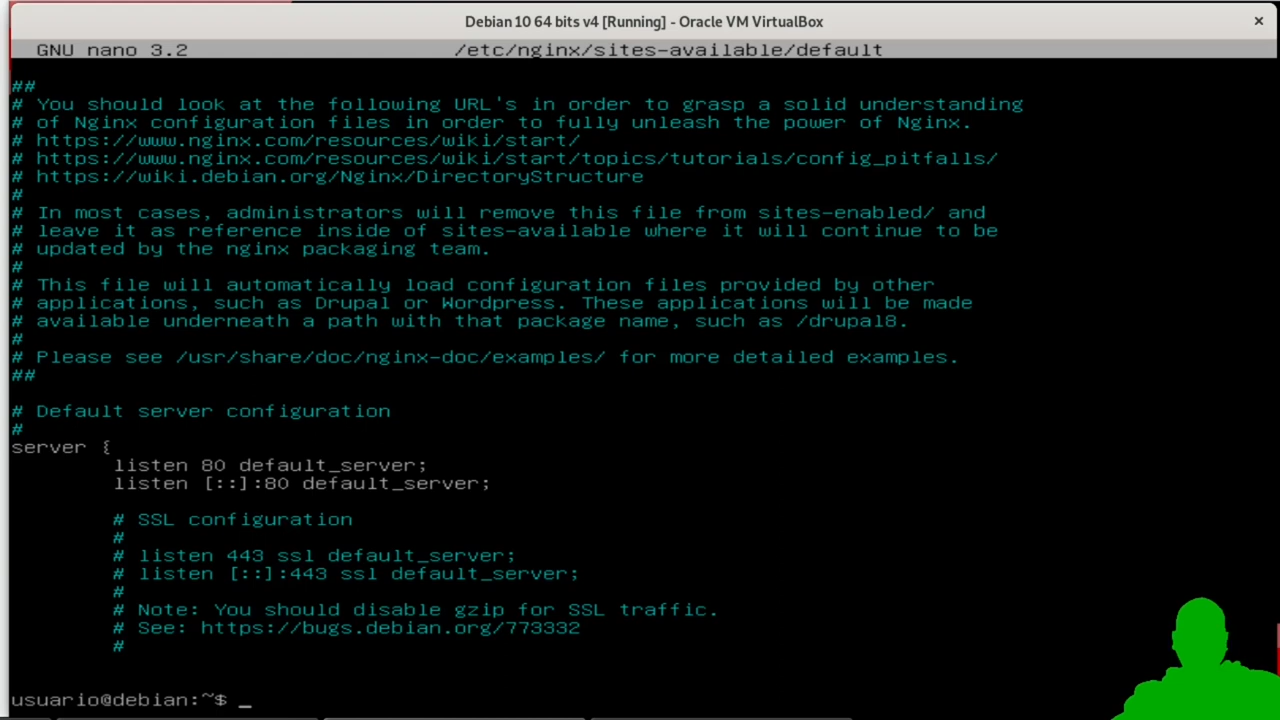 Debian 10 64 bits v4 [Running] - Oracle VM VirtualBox
GNU nano 3.2 /etc/nginx/sites-available/default
##
# You should look at the following URL's in order to grasp a solid understanding
# of Nginx configuration files in order to fully unleash the power of Nginx.
# https://www.nginx.com/resources/wiki/start/
# https://www.nginx.com/resources/wiki/start/topics/tutorials/config_pitfalls/
# https://wiki.debian.org/Nginx/DirectoryStructure
#
# In most cases, administrators will remove this file from sites-enabled/ and
# leave it as reference inside of sites-available where it will continue to be
# updated by the nginx packaging team.
#
# This file will automatically load configuration files provided by other
# applications, such as Drupal or Wordpress. These applications will be made
# available underneath a path with that package name, such as /drupal8.
#
# Please see /usr/share/doc/nginx-doc/examples/ for more detailed examples.
##
# Default server configuration
#
server {
listen 80 default_server;
listen [::]:80 default_server;
# SSL configuration
#
# listen 443 ssl default_server;
# listen [::]:443 ssl default_server;
#
# Note: You should disable gzip for SSL traffic.
# See: https://bugs.debian.org/773332
#
usuario@debian:~$ _